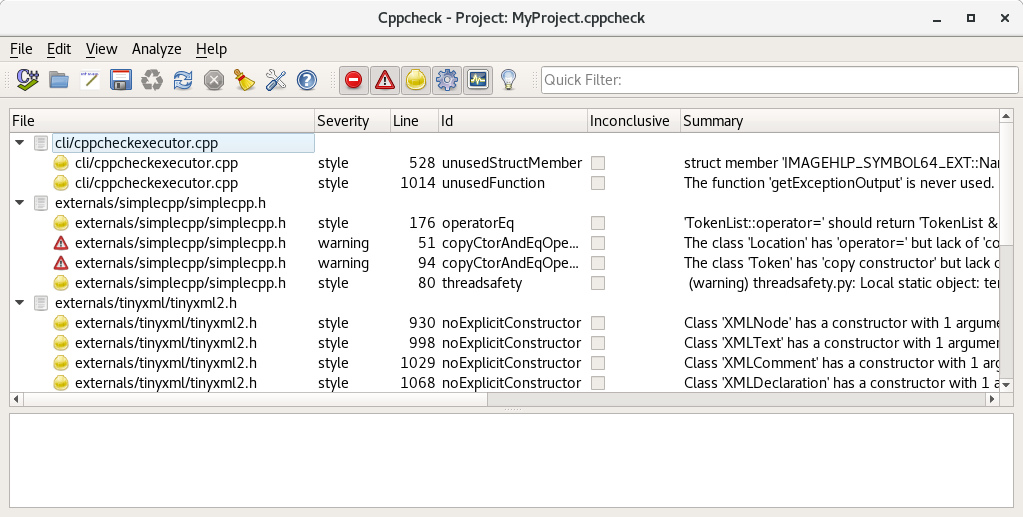 Cppcheck - Project: MyProject.cppcheck
File Edit View Analyze Help
Quick Filter:
File Severity Line Id Inconclusive Summary
cli/cppcheckexecutor.cpp
cli/cppcheckexecutor.cpp style 528 unusedStructMember struct member 'IMAGEHLP_SYMBOL64_EXT::Nar
cli/cppcheckexecutor.cpp style 1014 unusedFunction The function 'getExceptionOutput' is never used.
externals/simplecpp/simplecpp.h
externals/simplecpp/simplecpp.h style 176 operatorEq 'TokenList::operator=' should return 'TokenList &
externals/simplecpp/simplecpp.h warning 51 copyCtorAndEqOpe... The class 'Location' has 'operator=' but lack of 'co
externals/simplecpp/simplecpp.h warning 94 copyCtorAndEqOpe... The class 'Token' has 'copy constructor' but lack o
externals/simplecpp/simplecpp.h style 80 threadsafety (warning) threadsafety.py: Local static object: ter
externals/tinyxml/tinyxml2.h
externals/tinyxml/tinyxml2.h style 930 noExplicitConstructor Class 'XMLNode' has a constructor with 1 argume
externals/tinyxml/tinyxml2.h style 998 noExplicitConstructor Class 'XMLText' has a constructor with 1 argumen
externals/tinyxml/tinyxml2.h style 1029 noExplicitConstructor Class 'XMLComment' has a constructor with 1 a
externals/tinyxml/tinyxml2.h style 1068 noExplicitConstructor Class 'XMLDeclaration' has a constructor with 1 a